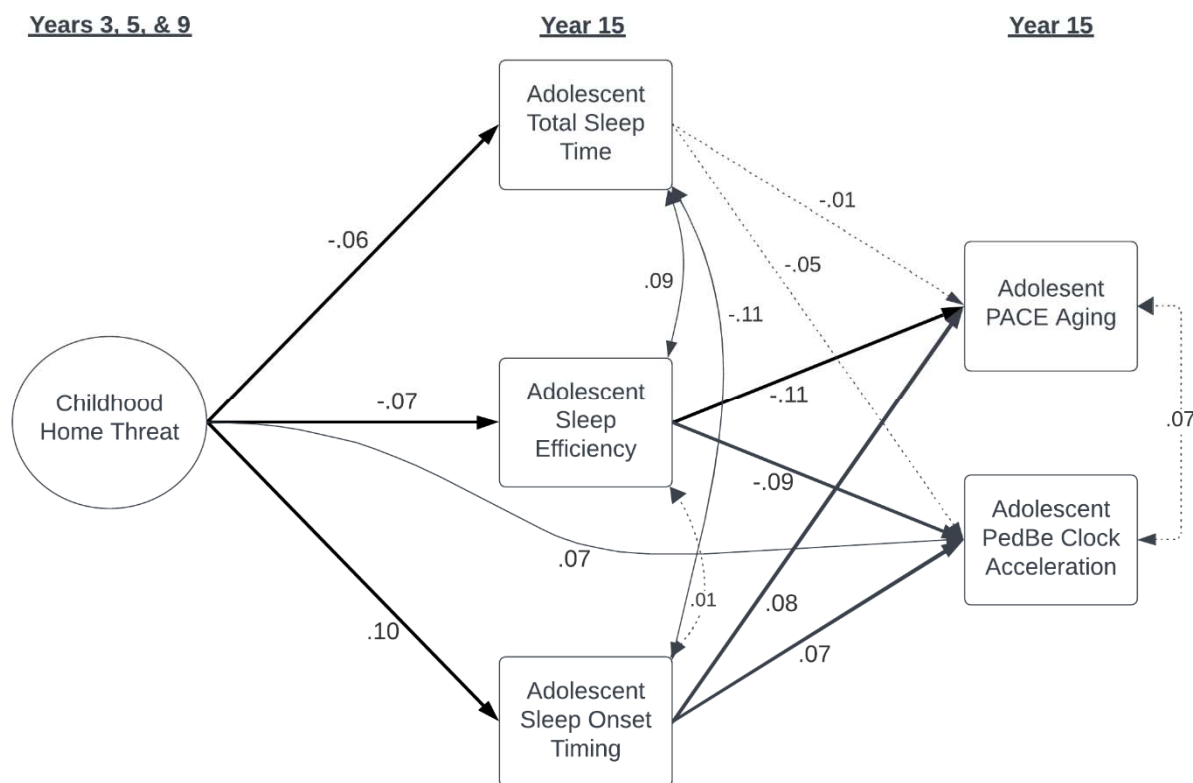 Years 3, 5, & 9
Year 15
Year 15
Adolescent
Total Sleep
Time
-.01
-.06
-.05
.09
-.11
Adolesent
PACE Aging
Childhood
Home Threat
-.07
Adolescent
Sleep
Efficiency
-.11
.07
-.09
Adolescent
PedBe Clock
Acceleration
.07
.01
.08
.10
.07
Adolescent
Sleep Onset
Timing